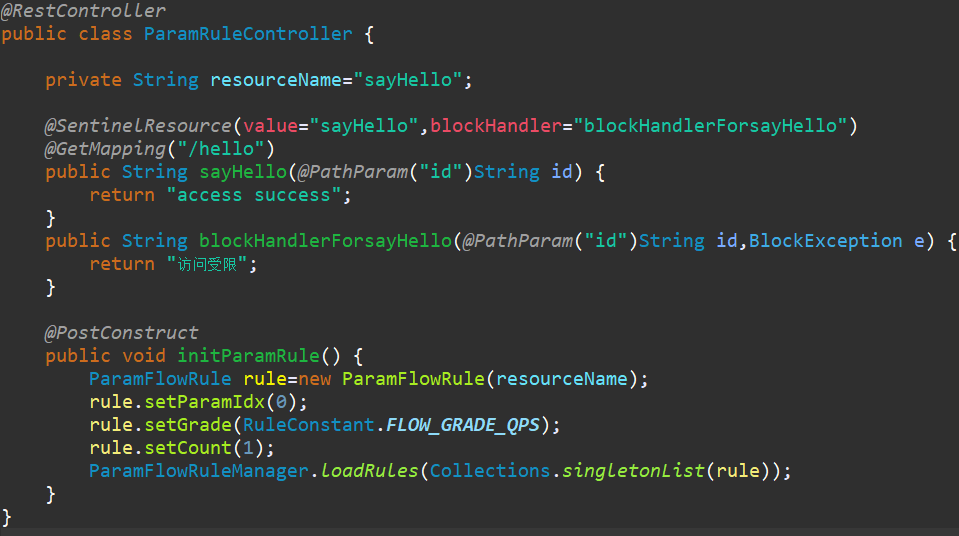 @RestController
public class ParamRuleController {
private String resourceName="sayHello";
@SentinelResource(value="sayHello",blockHandler="blockHandlerForsayHello")
@GetMapping("/hello")
public String sayHello(@PathParam("id")String id) {
return "access success";
}
public String blockHandlerForsayHello(@PathParam("id")String id,BlockException e) {
return "访问受限";
}
@PostConstruct
public void initParamRule() {
ParamFlowRule rule=new ParamFlowRule(resourceName);
rule.setParamIdx(0);
rule.setGrade(RuleConstant.FLOW_GRADE_QPS);
rule.setCount(1);
ParamFlowRuleManager.loadRules(Collections.singletonList(rule));
}
}